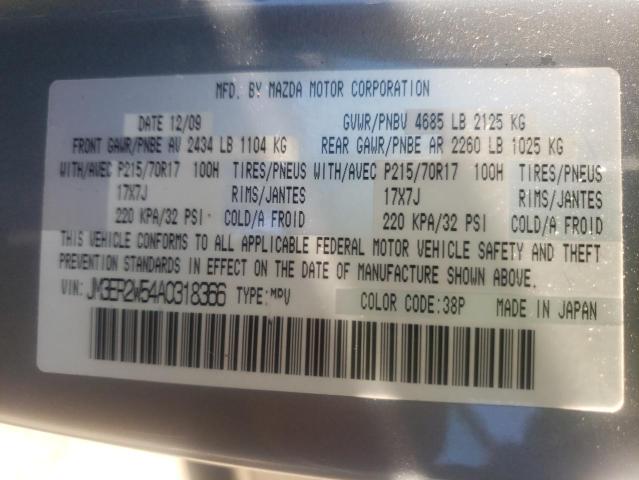 MFD. BY MAZDA MOTOR CORPORATION
DATE 12/09 GVWR/PNBV 4685 LB 2125 KG
FRONT GAWR/PNBE AV 2434 LB 1104 KG REAR GAWR/PNBE AR 2260 LB 1025 KG
WITH/AVEC P215/70R17 100H TIRES/PNEUS WITH/AVEC P215/70R17 100H TIRES/PNEUS
17X7J RIMS/JANTES 17X7J RIMS/JANTES
220 KPA/32 PSI COLD/A FROID 220 KPA/32 PSI COLD/A FROID
THIS VEHICLE CONFORMS TO ALL APPLICABLE FEDERAL MOTOR VEHICLE SAFETY AND THEFT
PREVENTION STANDARDS IN EFFECT ON THE DATE OF MANUFACTURE SHOWN ABOVE.
VIN: JM3ER2W54A0318366 TYPE: MPV COLOR CODE: 38P MADE IN JAPAN